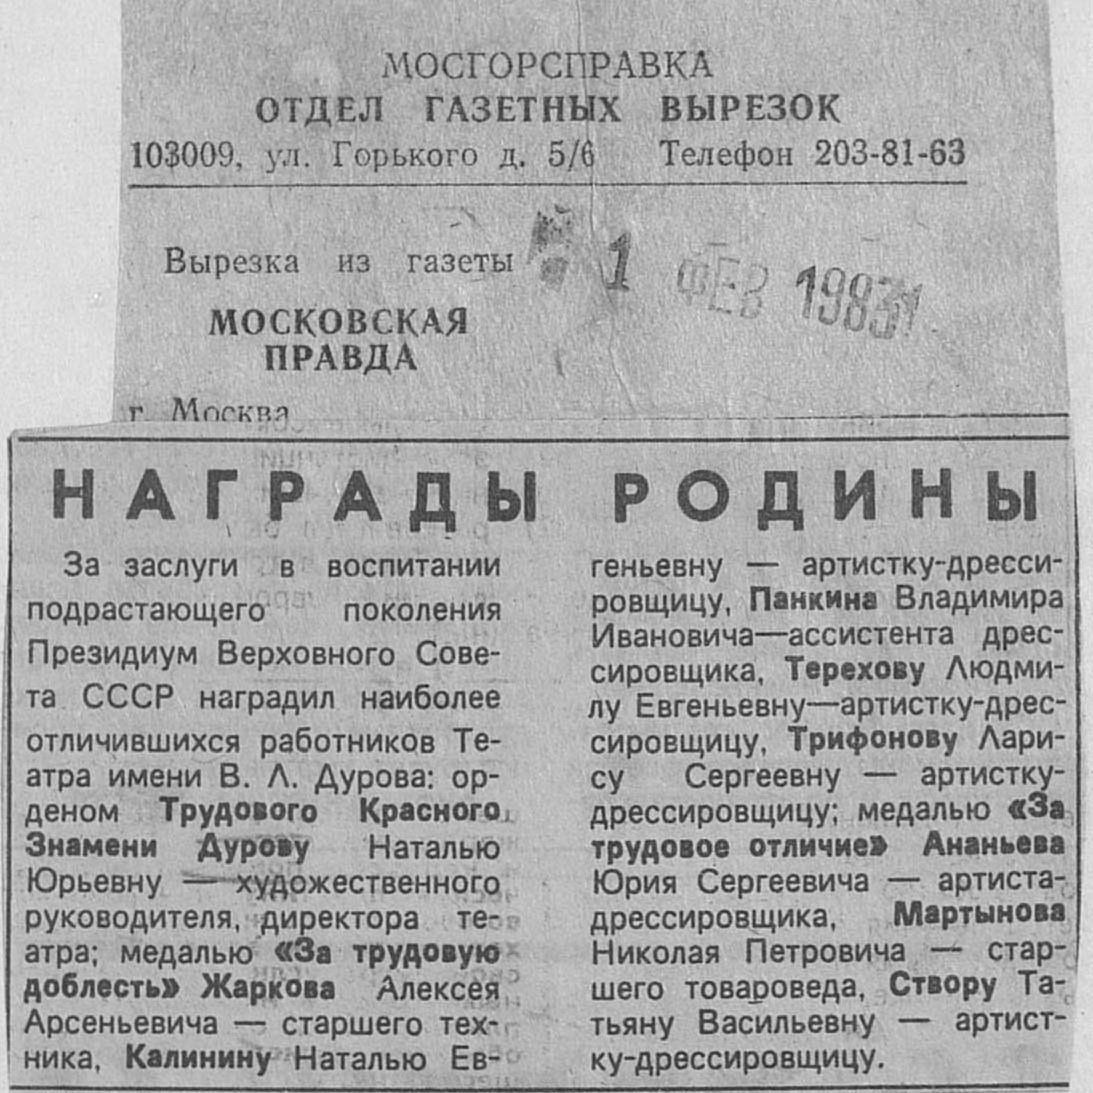 МОСГОРСПРАВКА
ОТДЕЛ ГАЗЕТНЫХ ВЫРЕЗОК
103009, ул. Горького д. 5/6 Телефон 203-81-63
Вырезка из газеты
1 ФЕВ 1983
МОСКОВСКАЯ
ПРАВДА
г. Москва
НАГРАДЫ РОДИНЫ
За заслуги в воспитании
подрастающего поколения
Президиум Верховного Сове-
та СССР наградил наиболее
отличившихся работников Те-
атра имени В. Л. Дурова: ор-
деном Трудового Красного
Знамени Дурову Наталью
Юрьевну — художественного
руководителя, директора те-
атра; медалью «За трудовую
доблесть» Жаркова Алексея
Арсеньевича — старшего тех-
ника, Калинину Наталью Ев-
геньевну — артистку-дресси-
ровщицу, Панкина Владимира
Ивановича—ассистента дрес-
сировщика, Терехову Людми-
лу Евгеньевну—артистку-дрес-
сировщицу, Трифонову Лари-
су Сергеевну — артистку-
дрессировщицу; медалью «За
трудовое отличие» Ананьева
Юрия Сергеевича — артиста-
дрессировщика, Мартынова
Николая Петровича — стар-
шего товароведа, Створу Та-
тьяну Васильевну — артист-
ку-дрессировщицу.